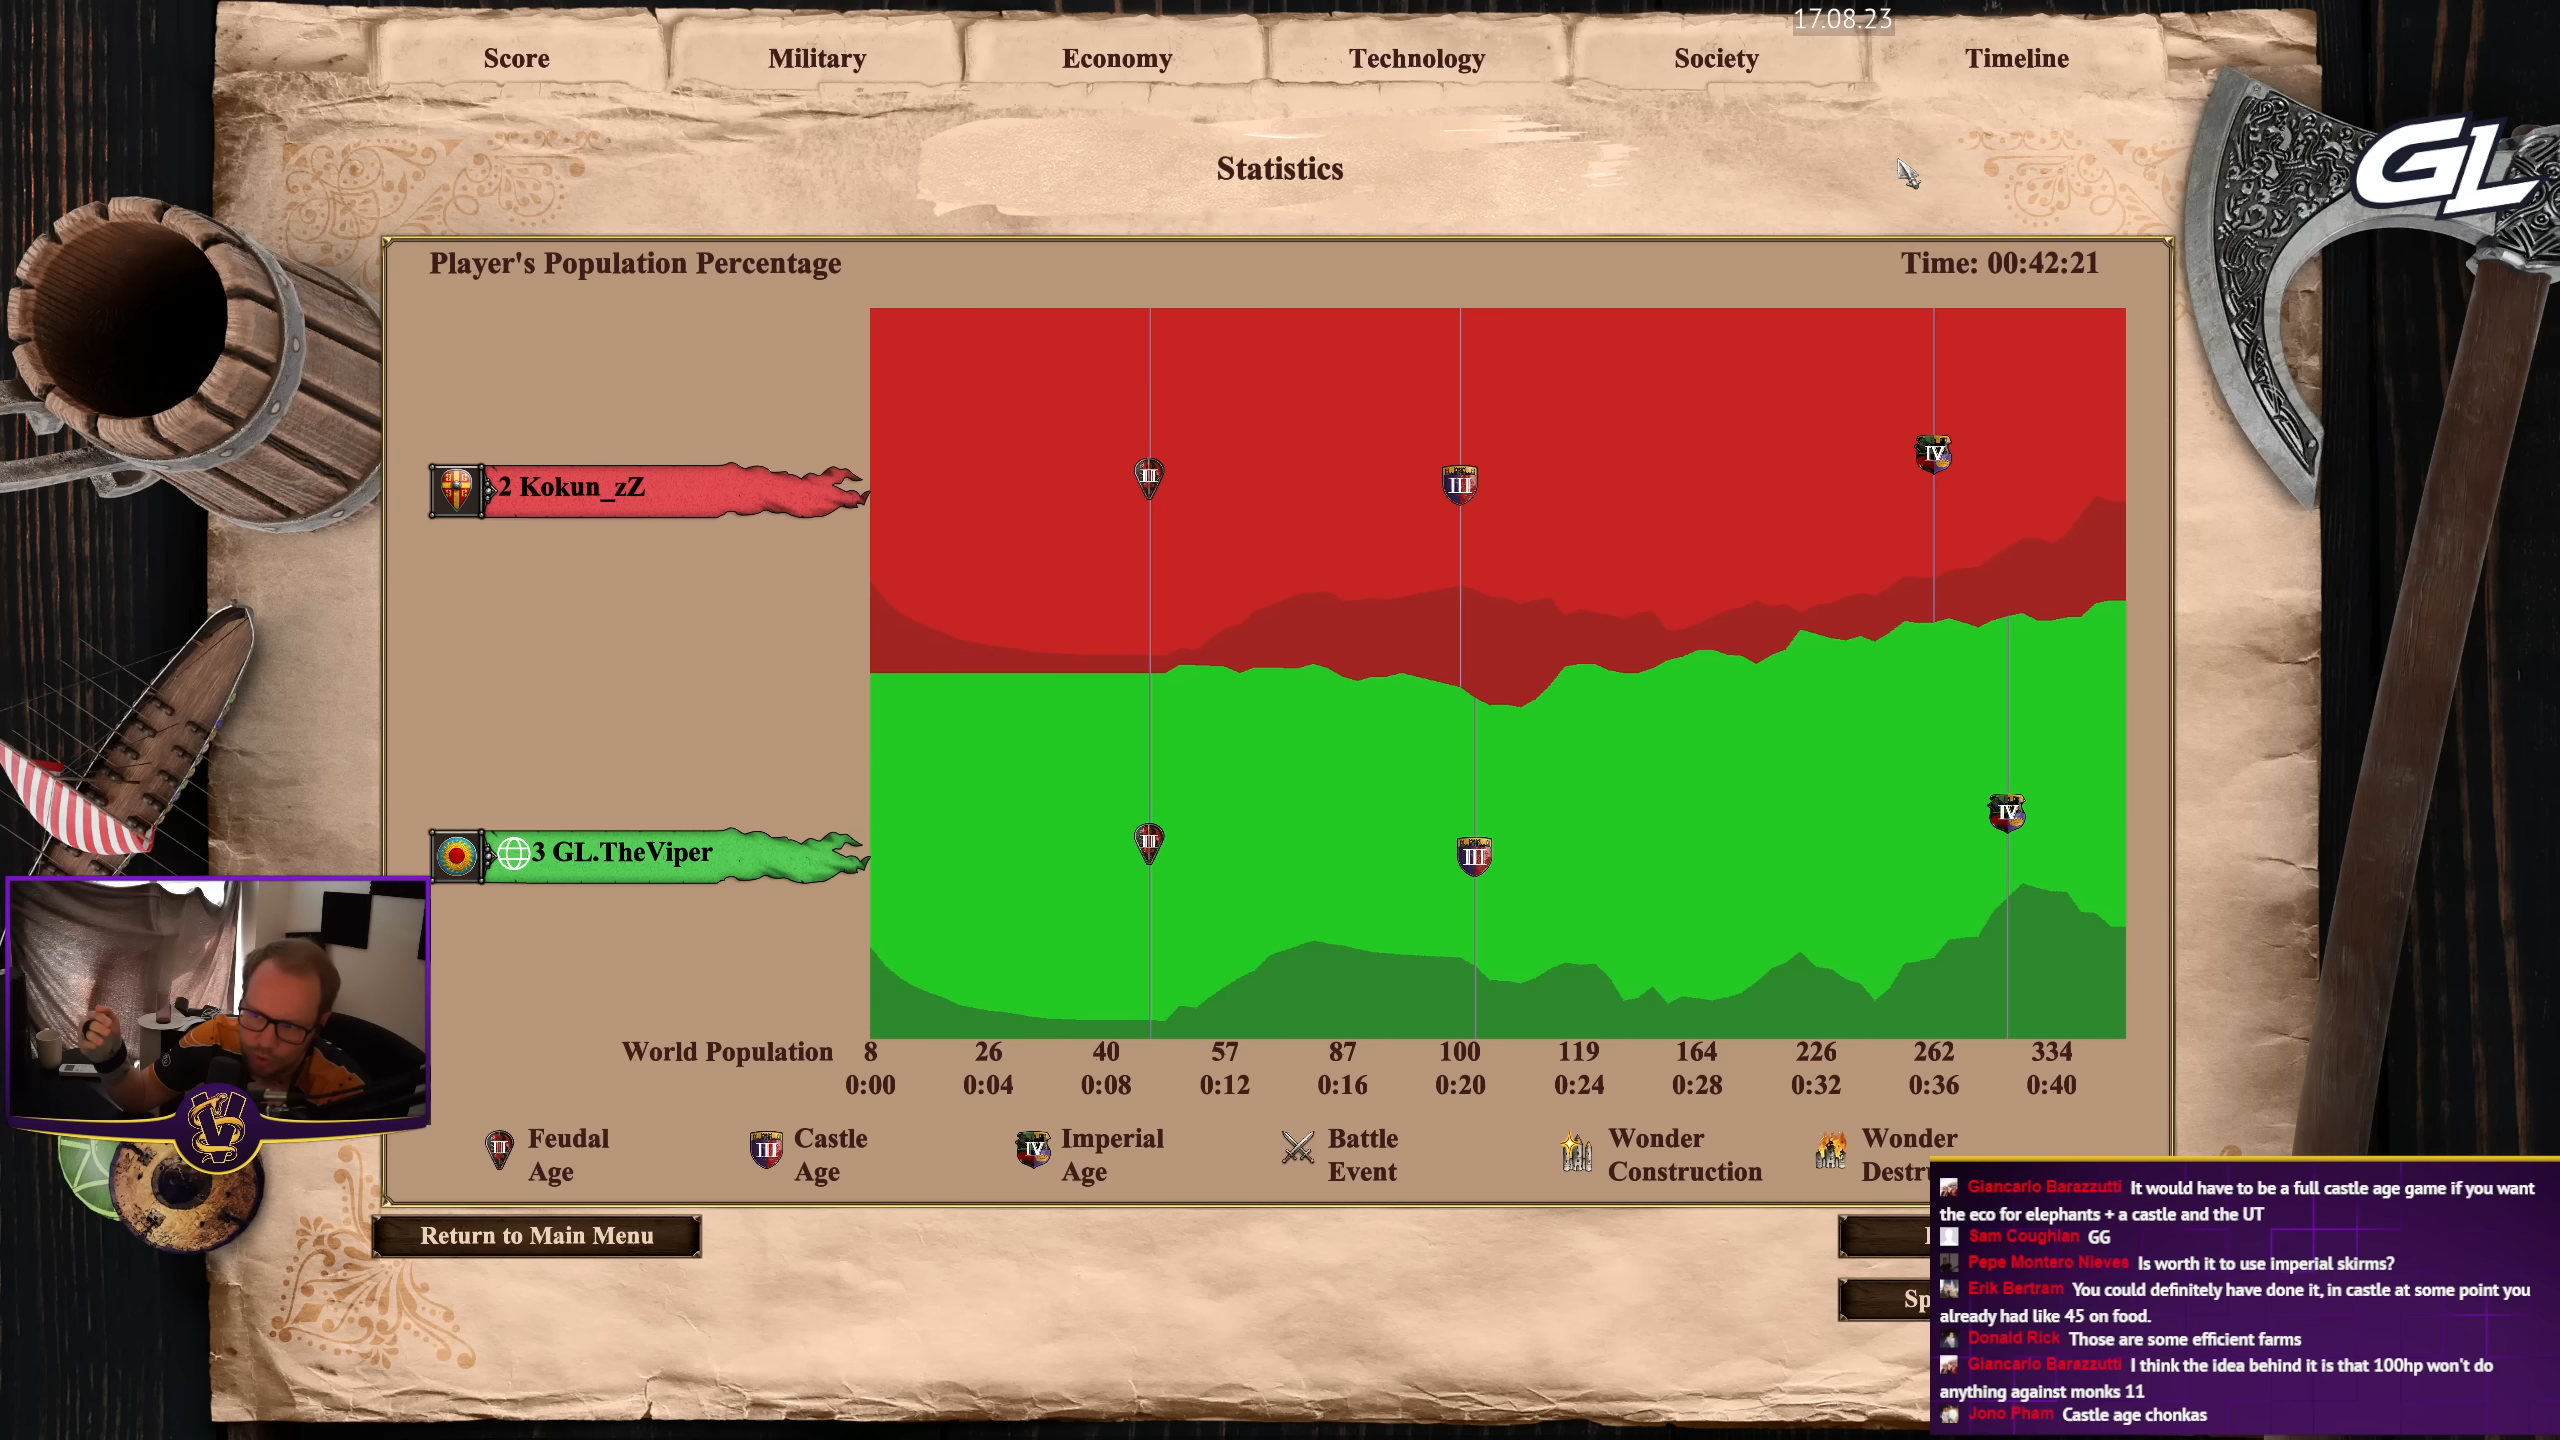 17.08.23
Score
Military
Economy
Technology
Society
Timeline
GL
Statistics
Player's Population Percentage
Time: 00:42:21
2 Kokun_zZ
3 GL.TheViper
II
III
IV
II
III
IV
World Population
8
26
40
57
87
100
119
164
226
262
334
0:00
0:04
0:08
0:12
0:16
0:20
0:24
0:28
0:32
0:36
0:40
Feudal
Age
Castle
Age
Imperial
Age
Battle
Event
Wonder
Construction
Wonder
Return to Main Menu
Giancarlo Barazzutti It would have to be a full castle age game if you want
the eco for elephants + a castle and the UT
Sam Coughlan GG
Pepe Montero Nieves Is worth it to use imperial skirms?
Erik Bertram You could definitely have done it, in castle at some point you
already had like 45 on food.
Donald Rick Those are some efficient farms
Giancarlo Barazzutti I think the idea behind it is that 100hp won't do
anything against monks 11
Jono Pham Castle age chonkas